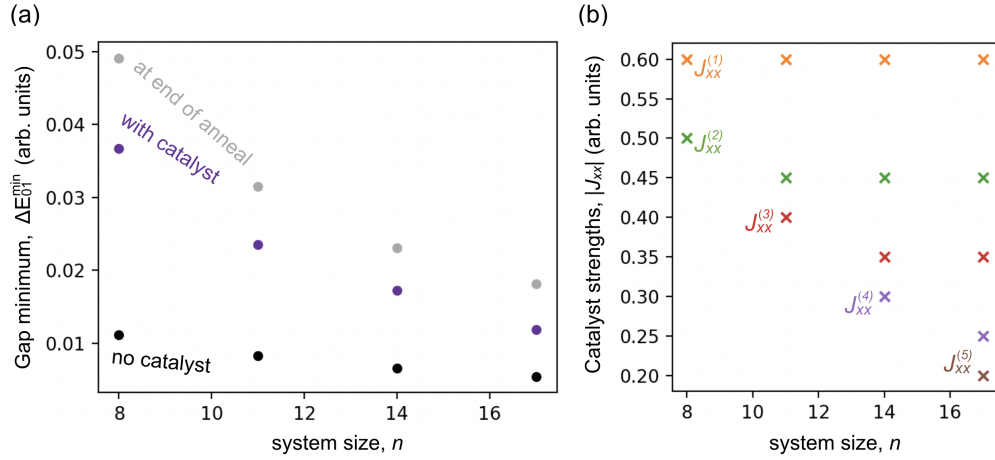 (a)
Gap minimum, ΔE₀₁ᵐⁱⁿ (arb. units)
0.05
0.04
0.03
0.02
0.01
at end of anneal
with catalyst
no catalyst
8
10
12
14
16
system size, n
(b)
Catalyst strengths, |Jₓₓ| (arb. units)
0.60
0.55
0.50
0.45
0.40
0.35
0.30
0.25
0.20
Jₓₓ⁽¹⁾
Jₓₓ⁽²⁾
Jₓₓ⁽³⁾
Jₓₓ⁽⁴⁾
Jₓₓ⁽⁵⁾
8
10
12
14
16
system size, n